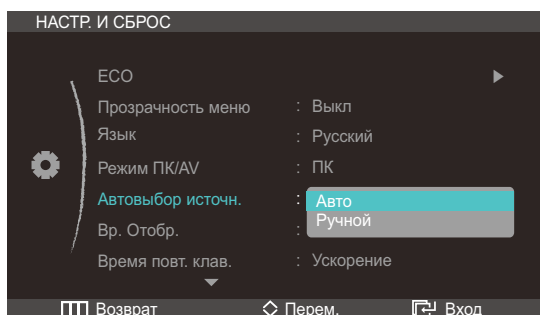 НАСТР. И СБРОС
ECO
Прозрачность меню : Выкл
Язык : Русский
Режим ПК/AV : ПК
Автовыбор источн. : Авто
Ручной
Вр. Отобр. :
Время повт. клав. : Ускорение
Возврат Перем. Вход